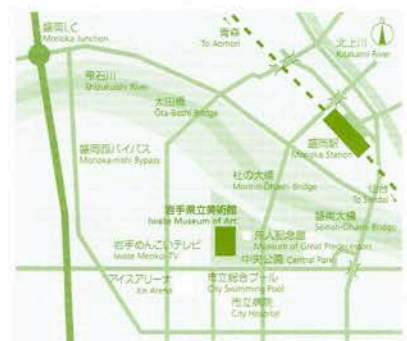 盛岡I.C
Morioka Junction
青森
To Aomori
北上川
Kitakami River
雫石川
Shizukuishi River
太田橋
Ota-Bashi Bridge
盛岡駅
Morioka Station
盛岡西バイパス
Morioka-nishi Bypass
杜の大橋
Morino-Ohashi Bridge
仙台
To Sendai
岩手県立美術館
Iwate Museum of Art
盛南大橋
Seinan-Ohashi Bridge
先人記念館
Museum of Great Predecessors
岩手めんこいテレビ
Iwate Menkoi TV
中央公園 Central Park
アイスアリーナ
Ice Arena
市立総合プール
City Swimming Pool
市立病院
City Hospital